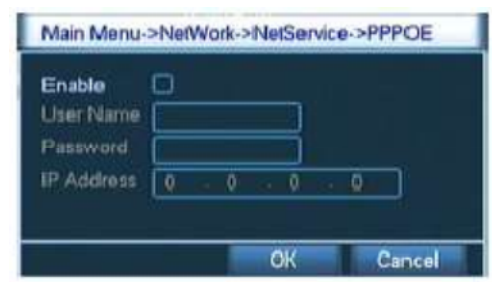 Main Menu->NetWork->NetService->PPPOE
Enable
User Name
Password
IP Address 0 . 0 . 0 . 0
OK Cancel